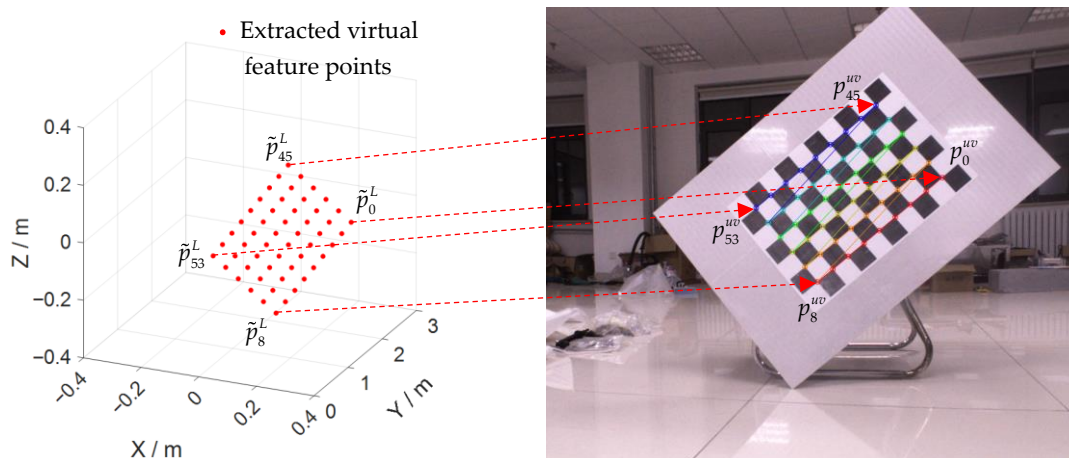 • Extracted virtual
feature points
0.4
0.2
0
−0.2
−0.4
Z / m
−0.4
−0.2
0
0.2
0.4
X / m
0
1
2
3
Y / m
p̃₄₅ᴸ
p̃₀ᴸ
p̃₅₃ᴸ
p̃₈ᴸ
p₄₅ᵘᵛ
p₀ᵘᵛ
p₅₃ᵘᵛ
p₈ᵘᵛ